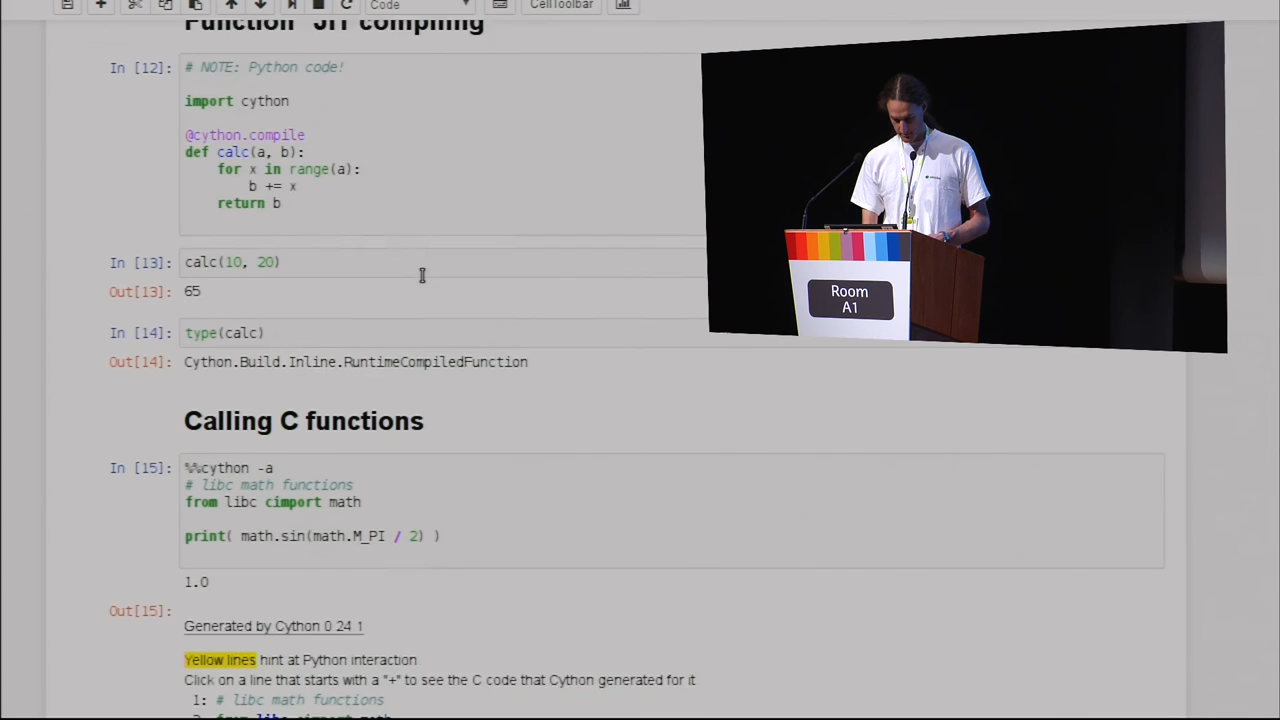 Code
CellToolbar
Function JIT compiling
In [12]:
# NOTE: Python code!
import cython
@cython.compile
def calc(a, b):
for x in range(a):
b += x
return b
In [13]:
calc(10, 20)
Out[13]:
65
In [14]:
type(calc)
Out[14]:
Cython.Build.Inline.RuntimeCompiledFunction
Room
A1
Calling C functions
In [15]:
%%cython -a
# libc math functions
from libc cimport math
print( math.sin(math.M_PI / 2) )
1.0
Out[15]:
Generated by Cython 0 24 1
Yellow lines hint at Python interaction
Click on a line that starts with a "+" to see the C code that Cython generated for it
1: # libc math functions
from libc cimport math